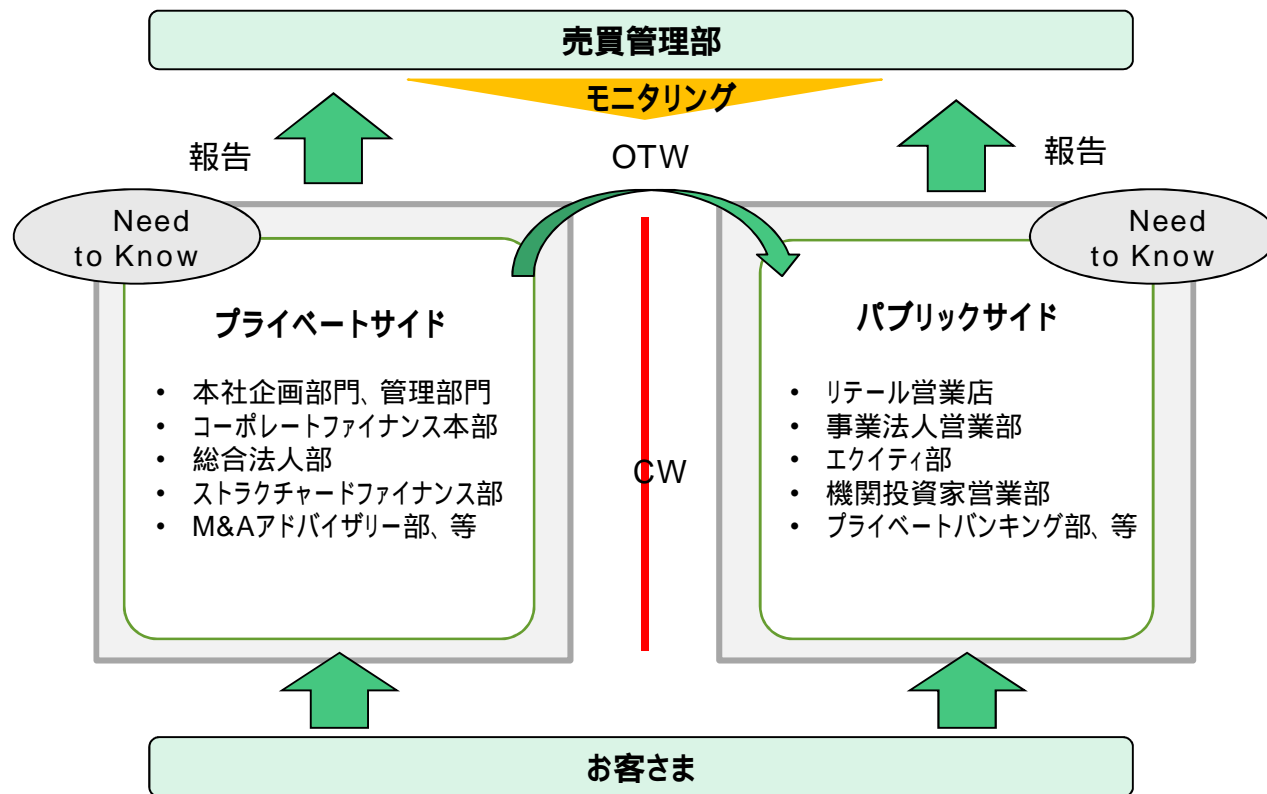 売買管理部
モニタリング
報告
OTW
報告
Need
to Know
Need
to Know
プライベートサイド
• 本社企画部門、管理部門
• コーポレートファイナンス本部
• 総合法人部
• ストラクチャードファイナンス部
• M&Aアドバイザリー部、等
CW
パブリックサイド
• リテール営業店
• 事業法人営業部
• エクイティ部
• 機関投資家営業部
• プライベートバンキング部、等
お客さま